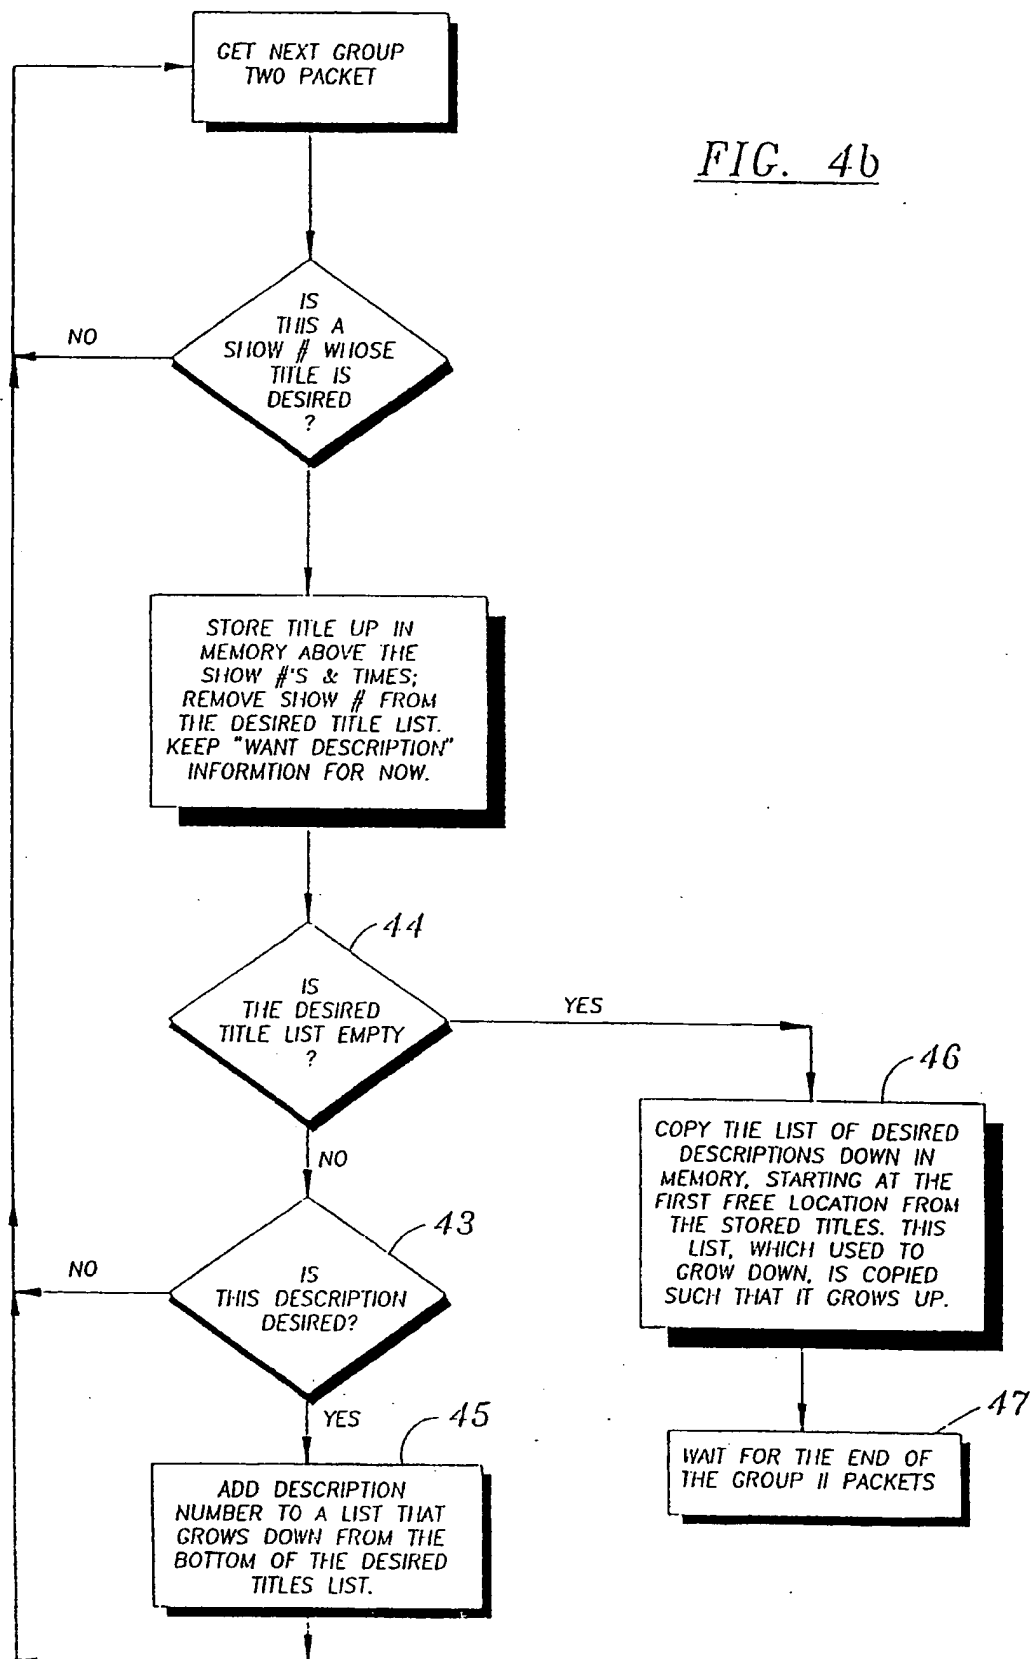 GET NEXT GROUP
TWO PACKET
FIG. 4b
IS
THIS A
SHOW # WHOSE
TITLE IS
DESIRED
?
NO
STORE TITLE UP IN
MEMORY ABOVE THE
SHOW #'S & TIMES;
REMOVE SHOW # FROM
THE DESIRED TITLE LIST.
KEEP "WANT DESCRIPTION"
INFORMTION FOR NOW.
44
IS
THE DESIRED
TITLE LIST EMPTY
?
YES
NO
46
COPY THE LIST OF DESIRED
DESCRIPTIONS DOWN IN
MEMORY, STARTING AT THE
FIRST FREE LOCATION FROM
THE STORED TITLES. THIS
LIST, WHICH USED TO
GROW DOWN, IS COPIED
SUCH THAT IT GROWS UP.
43
IS
THIS DESCRIPTION
DESIRED?
NO
YES
45
ADD DESCRIPTION
NUMBER TO A LIST THAT
GROWS DOWN FROM THE
BOTTOM OF THE DESIRED
TITLES LIST.
47
WAIT FOR THE END OF
THE GROUP II PACKETS